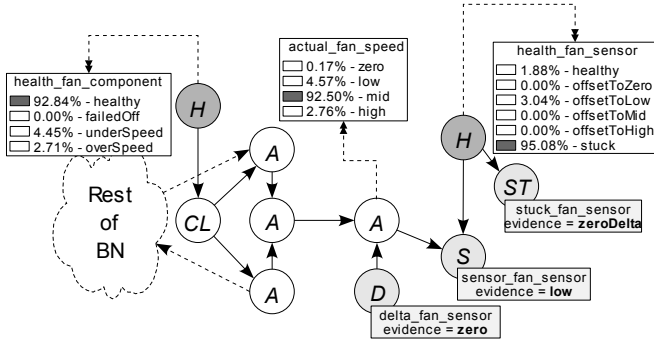 actual_fan_speed
0.17% - zero
4.57% - low
92.50% - mid
2.76% - high
health_fan_sensor
1.88% - healthy
0.00% - offsetToZero
3.04% - offsetToLow
0.00% - offsetToMid
0.00% - offsetToHigh
95.08% - stuck
health_fan_component
92.84% - healthy
0.00% - failedOff
4.45% - underSpeed
2.71% - overSpeed
H
H
A
ST
stuck_fan_sensor
evidence = zeroDelta
Rest
of
BN
CL
A
A
S
sensor_fan_sensor
evidence = low
A
D
delta_fan_sensor
evidence = zero